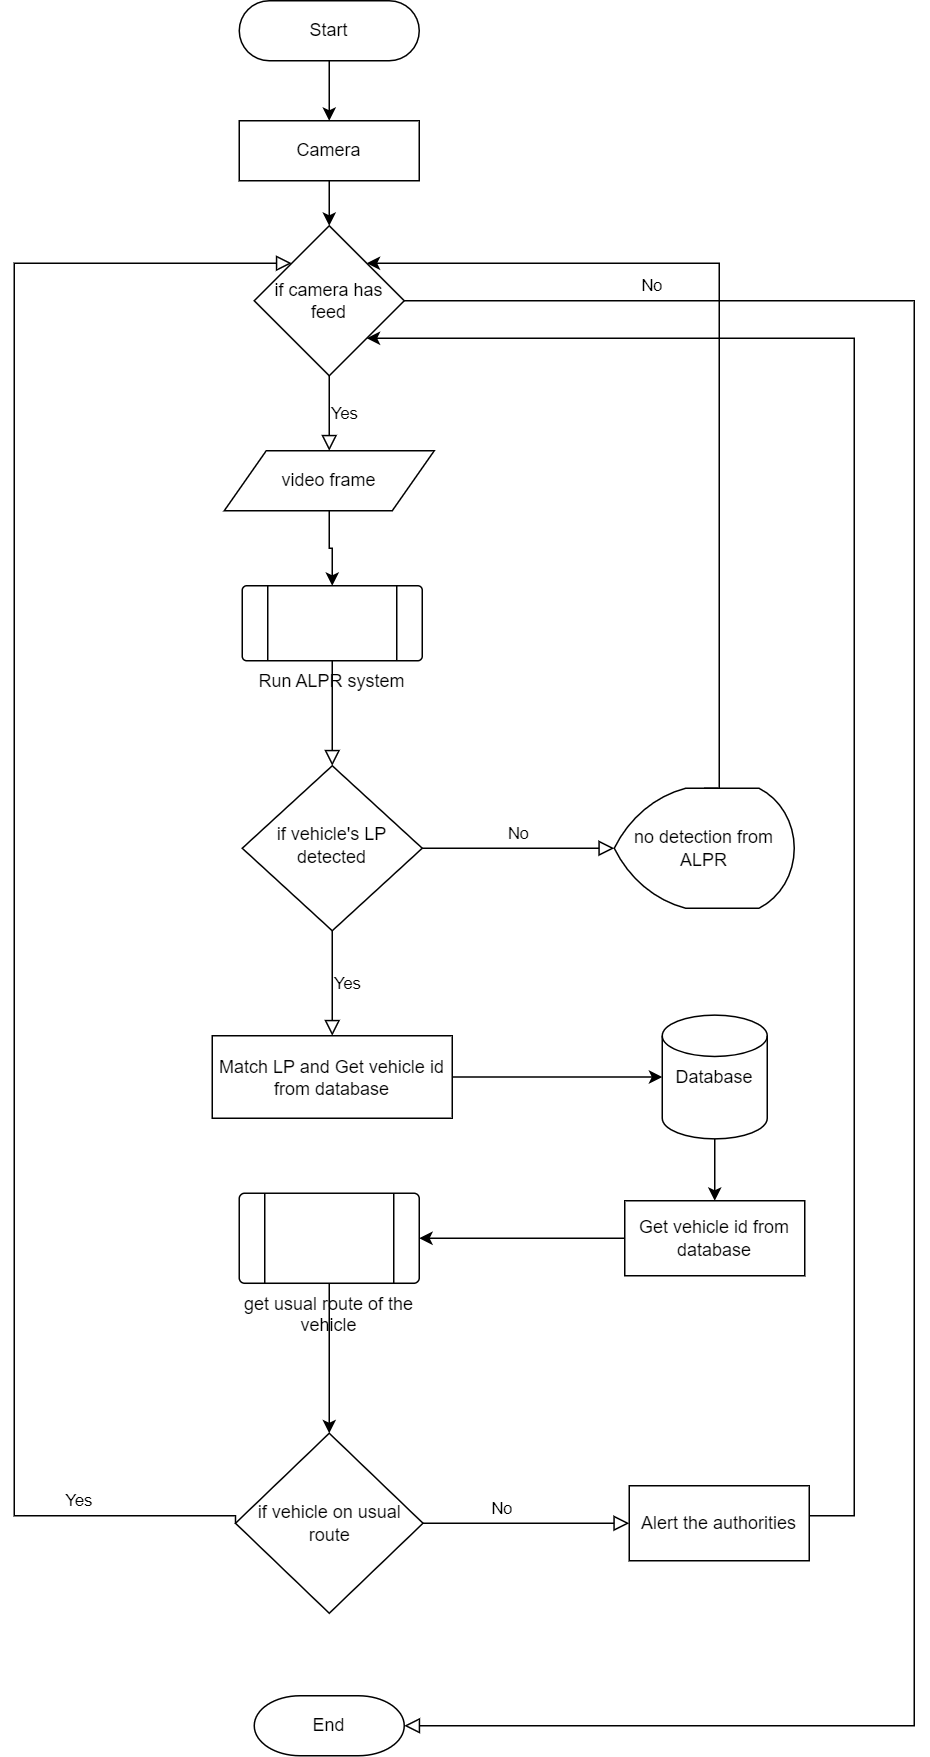 Start
Camera
if camera has
feed
No
Yes
video frame
Run ALPR system
if vehicle's LP
detected
No
no detection from
ALPR
Yes
Match LP and Get vehicle id
from database
Database
Get vehicle id from
database
get usual route of the
vehicle
Yes
if vehicle on usual
route
No
Alert the authorities
End